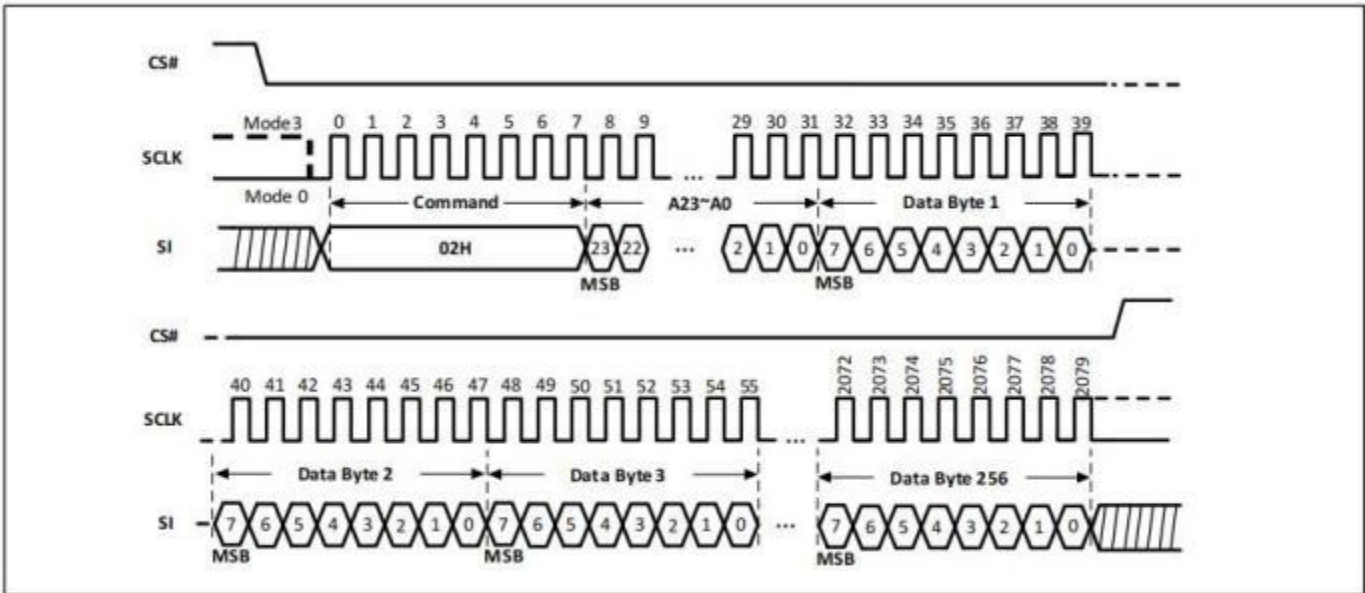 CS#
Mode3 0 1 2 3 4 5 6 7 8 9 29 30 31 32 33 34 35 36 37 38 39
SCLK ...
Mode 0 Command A23~A0 Data Byte 1
SI 02H 23 22 ... 2 1 0 7 6 5 4 3 2 1 0
MSB MSB
CS#
40 41 42 43 44 45 46 47 48 49 50 51 52 53 54 55 2072 2073 2074 2075 2076 2077 2078 2079
SCLK ...
Data Byte 2 Data Byte 3 Data Byte 256
SI 7 6 5 4 3 2 1 0 7 6 5 4 3 2 1 0 ... 7 6 5 4 3 2 1 0
MSB MSB MSB